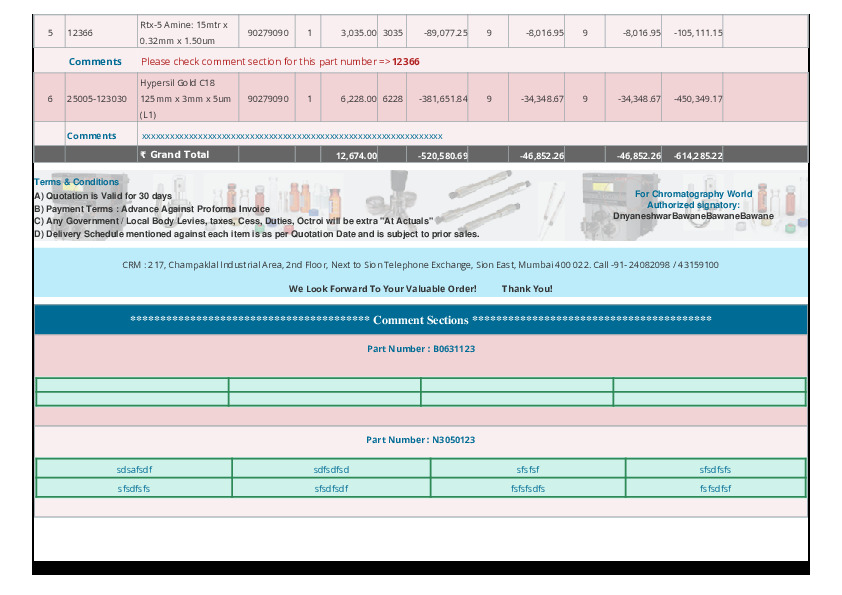 Rtx-5 Amine: 15mtr x
5 12366 90279090 1 3,035.00 3035 -89,077.25 9 -8,016.95 9 -8,016.95 -105,111.15
0.32mm x 1.50um
Comments Please check comment section for this part number => 12366
Hypersil Gold C18
6 25005-123030 125mm x 3mm x 5um 90279090 1 6,228.00 6228 -381,651.84 9 -34,348.67 9 -34,348.67 -450,349.17
(L1)
Comments xxxxxxxxxxxxxxxxxxxxxxxxxxxxxxxxxxxxxxxxxxxxxxxxxxxxxxxxxxxxxxxx
₹ Grand Total 12,674.00 -520,580.69 -46,852.26 -46,852.26 -614,285.22
Terms & Conditions
A) Quotation is Valid for 30 days
B) Payment Terms : Advance Against Proforma Invoice
C) Any Government / Local Body Levies, taxes, Cess, Duties, Octrol will be extra "At Actuals"
D) Delivery Schedule mentioned against each item is as per Quotation Date and is subject to prior sales.
For Chromatography World
Authorized signatory:
DnyaneshwarBawaneBawaneBawane
CRM : 217, Champaklal Industrial Area, 2nd Floor, Next to Sion Telephone Exchange, Sion East, Mumbai 400 022. Call -91- 24082098 / 43159100
We Look Forward To Your Valuable Order! Thank You!
**************************************** Comment Sections ****************************************
Part Number : B0631123
Part Number : N3050123
sdsafsdf sdfsdfsd sfsfsf sfsdfsfs
sfsdfsfs sfsdfsdf fsfsfsdfs fsfsdfsf